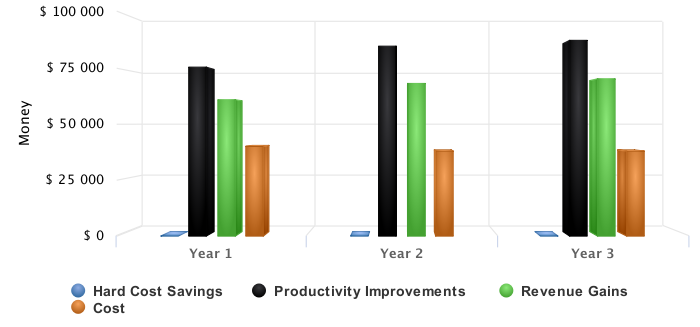 $ 100 000
$ 75 000
$ 50 000
$ 25 000
$ 0
Money
Year 1
Year 2
Year 3
Hard Cost Savings
Productivity Improvements
Revenue Gains
Cost